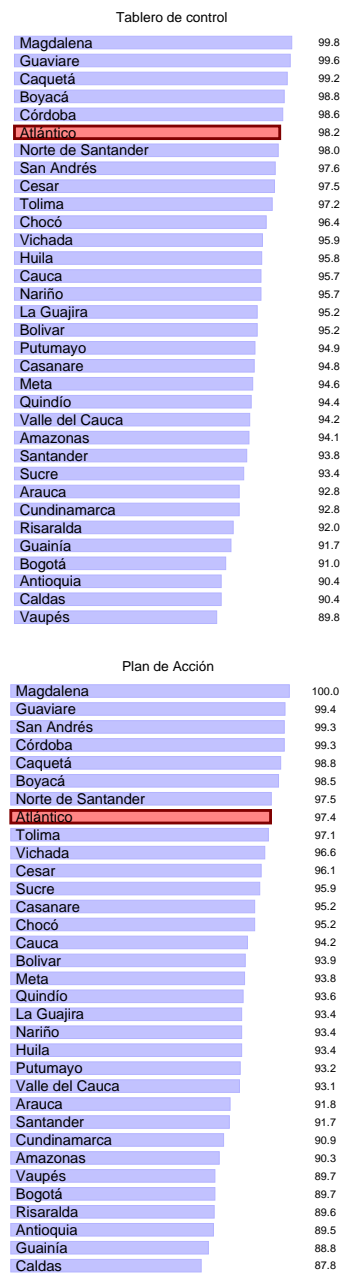 Tablero de control
Magdalena 99.8
Guaviare 99.6
Caquetá 99.2
Boyacá 98.8
Córdoba 98.6
Atlántico 98.2
Norte de Santander 98.0
San Andrés 97.6
Cesar 97.5
Tolima 97.2
Chocó 96.4
Vichada 95.9
Huila 95.8
Cauca 95.7
Nariño 95.7
La Guajira 95.2
Bolivar 95.2
Putumayo 94.9
Casanare 94.8
Meta 94.6
Quindío 94.4
Valle del Cauca 94.2
Amazonas 94.1
Santander 93.8
Sucre 93.4
Arauca 92.8
Cundinamarca 92.8
Risaralda 92.0
Guainía 91.7
Bogotá 91.0
Antioquia 90.4
Caldas 90.4
Vaupés 89.8
Plan de Acción
Magdalena 100.0
Guaviare 99.4
San Andrés 99.3
Córdoba 99.3
Caquetá 98.8
Boyacá 98.5
Norte de Santander 97.5
Atlántico 97.4
Tolima 97.1
Vichada 96.6
Cesar 96.1
Sucre 95.9
Casanare 95.2
Chocó 95.2
Cauca 94.2
Bolivar 93.9
Meta 93.8
Quindío 93.6
La Guajira 93.4
Nariño 93.4
Huila 93.4
Putumayo 93.2
Valle del Cauca 93.1
Arauca 91.8
Santander 91.7
Cundinamarca 90.9
Amazonas 90.3
Vaupés 89.7
Bogotá 89.7
Risaralda 89.6
Antioquia 89.5
Guainía 88.8
Caldas 87.8